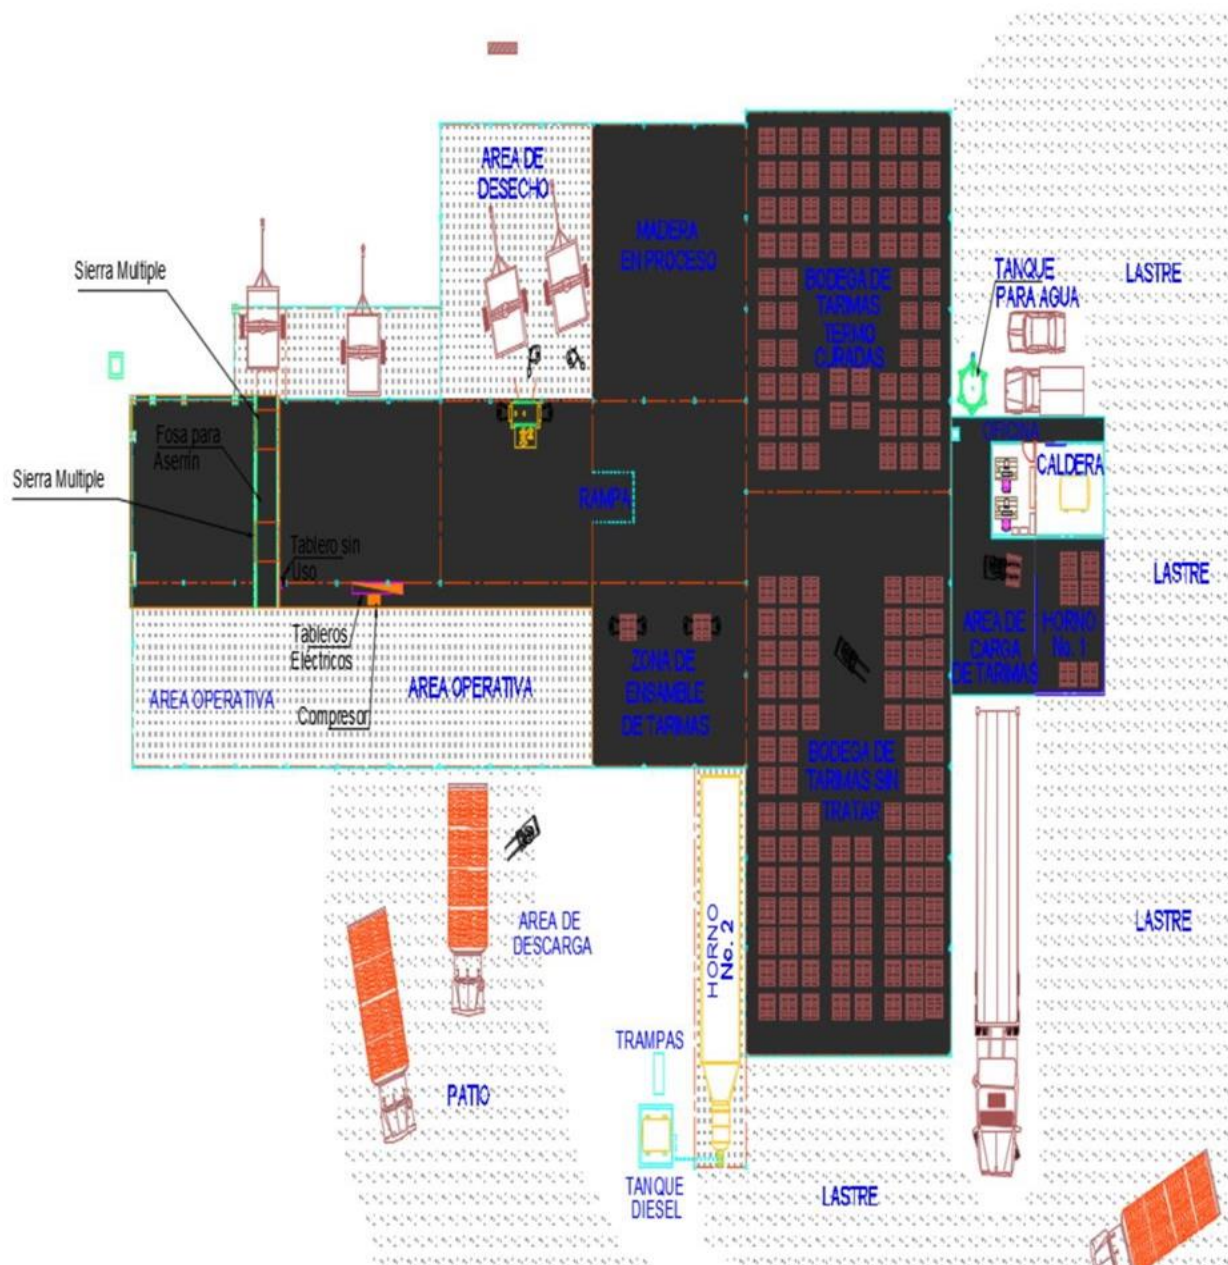 AREA DE
DESECHO
MADERA
EN PROCESO
BODEGA DE
TARIMAS
TERMO
CURADAS
TANQUE
PARA AGUA
LASTRE
Sierra Multiple
Fosa para
Aserrín
Sierra Multiple
RAMPA
OFICINA
CALDERA
Tablero sin
Uso
LASTRE
Tableros
Eléctricos
Compresor
AREA OPERATIVA
AREA OPERATIVA
ZONA DE
ENSAMBLE
DE TARIMAS
AREA DE
CARGA
DE TARIMAS
HORNO
No. 1
BODEGA DE
TARIMAS SIN
TRATAR
AREA DE
DESCARGA
HORNO
No. 2
LASTRE
TRAMPAS
PATIO
TANQUE
DIESEL
LASTRE